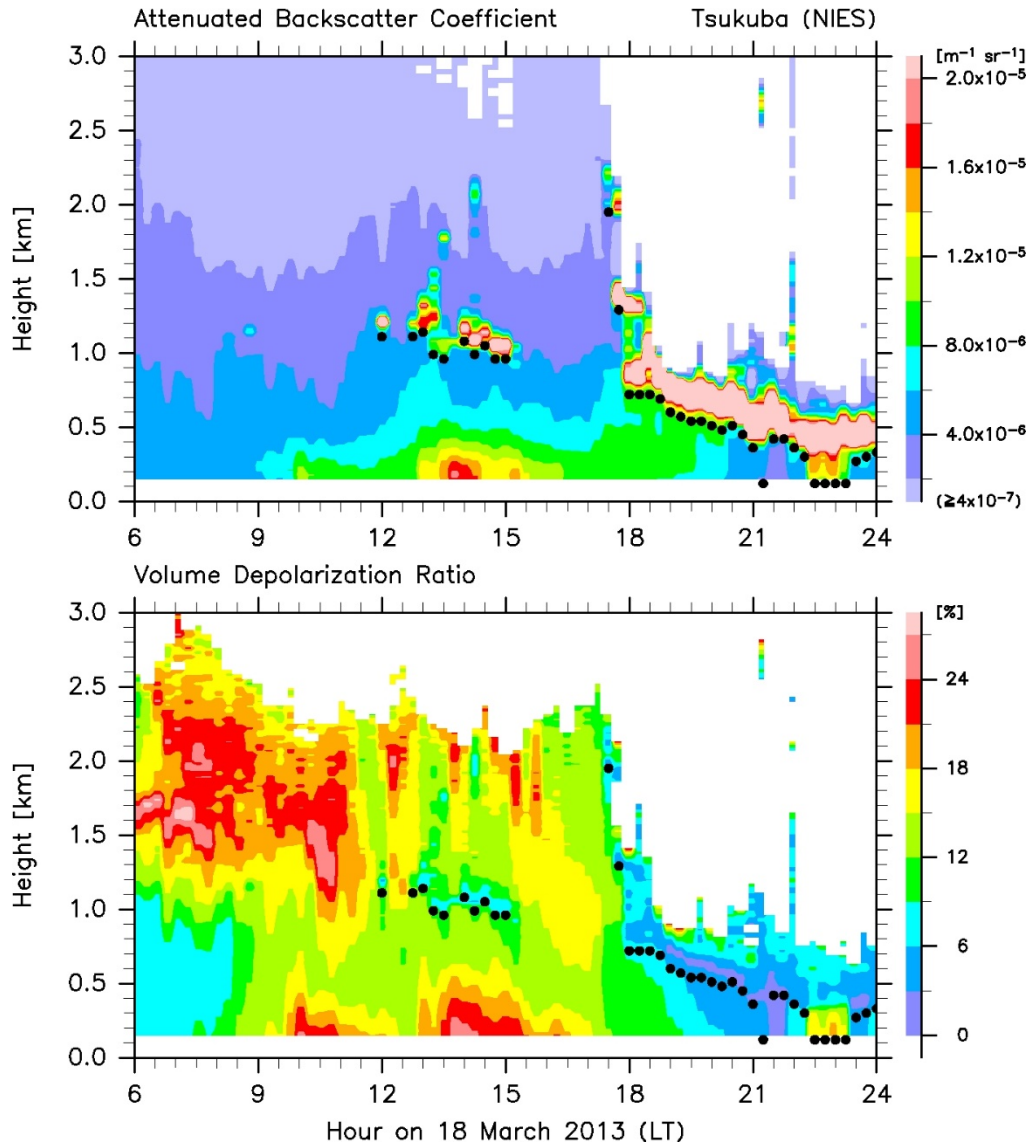 Attenuated Backscatter Coefficient Tsukuba (NIES)
[m⁻¹ sr⁻¹]
3.0 2.0x10⁻⁵
2.5
1.6x10⁻⁵
2.0
1.5 1.2x10⁻⁵
Height [km]
1.0 8.0x10⁻⁶
0.5 4.0x10⁻⁶
0.0 (≧4x10⁻⁷)
6 9 12 15 18 21 24
Volume Depolarization Ratio
3.0 [%]
2.5 24
2.0 18
1.5
Height [km]
12
1.0
6
0.5
0.0 0
6 9 12 15 18 21 24
Hour on 18 March 2013 (LT)